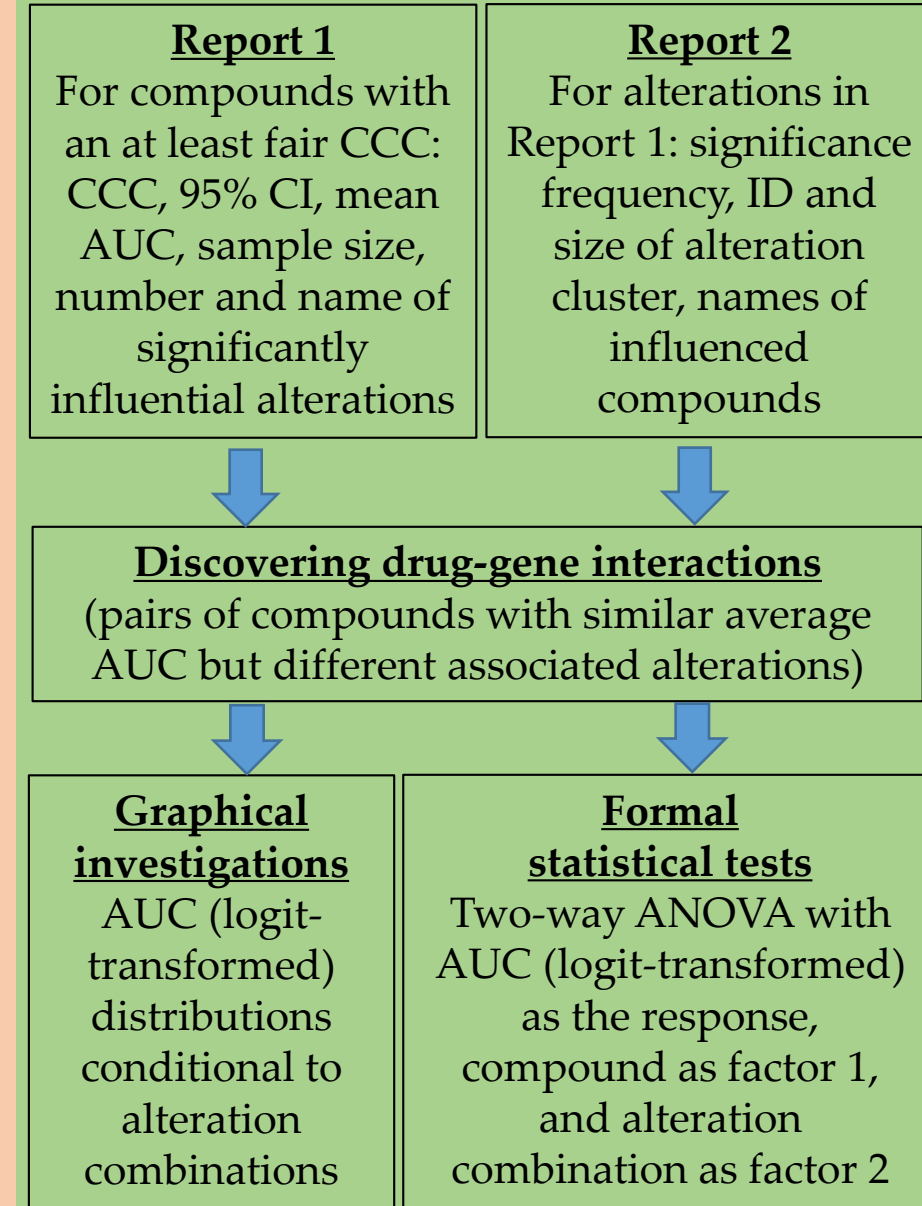 Report 1
For compounds with
an at least fair CCC:
CCC, 95% CI, mean
AUC, sample size,
number and name of
significantly
influential alterations
Report 2
For alterations in
Report 1: significance
frequency, ID and
size of alteration
cluster, names of
influenced
compounds
Discovering drug-gene interactions
(pairs of compounds with similar average
AUC but different associated alterations)
Graphical
investigations
AUC (logit-
transformed)
distributions
conditional to
alteration
combinations
Formal
statistical tests
Two-way ANOVA with
AUC (logit-transformed)
as the response,
compound as factor 1,
and alteration
combination as factor 2